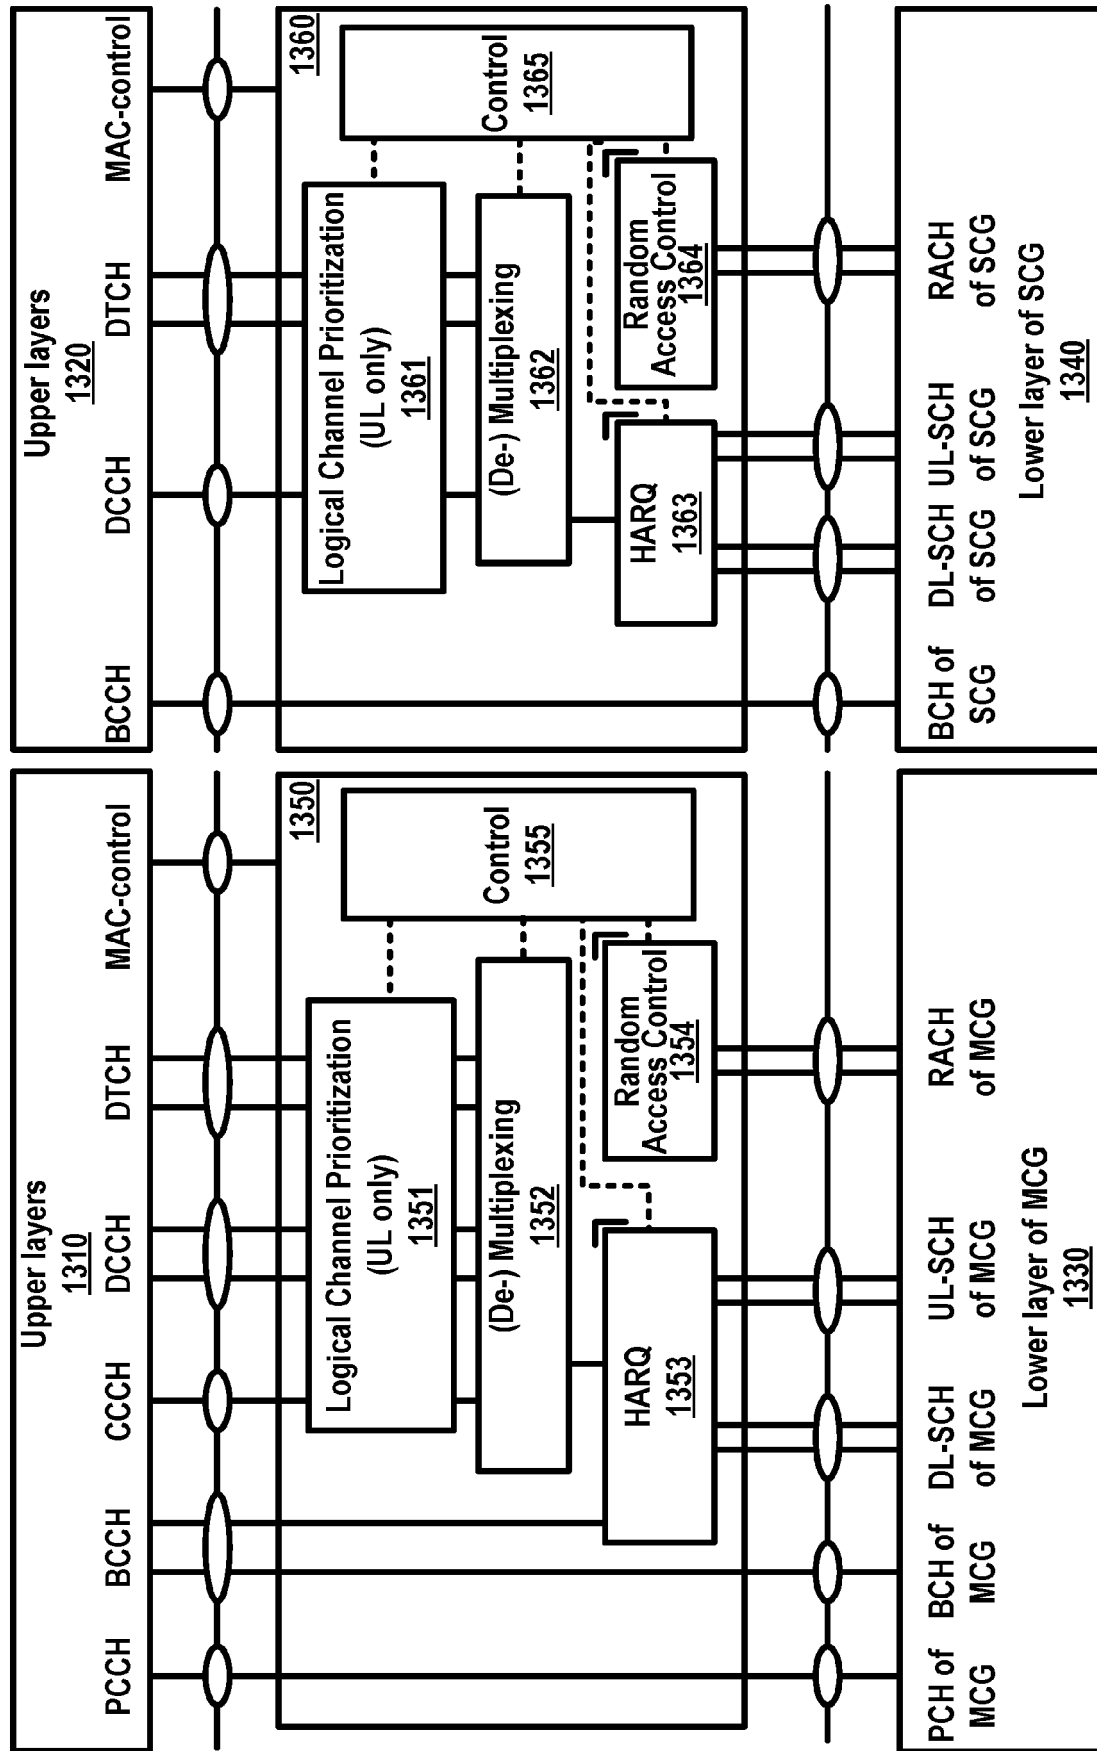 Upper layers
1310
PCCH
BCCH
CCCH
DCCH
DTCH
MAC-control
1350
Logical Channel Prioritization
(UL only)
1351
(De-) Multiplexing
1352
HARQ
1353
Random
Access Control
1354
Control
1355
PCH of
MCG
BCH of
MCG
DL-SCH
of MCG
UL-SCH
of MCG
RACH
of MCG
Lower layer of MCG
1330
Upper layers
1320
BCCH
DCCH
DTCH
MAC-control
1360
Logical Channel Prioritization
(UL only)
1361
(De-) Multiplexing
1362
HARQ
1363
Random
Access Control
1364
Control
1365
BCH of
SCG
DL-SCH
of SCG
UL-SCH
of SCG
RACH
of SCG
Lower layer of SCG
1340